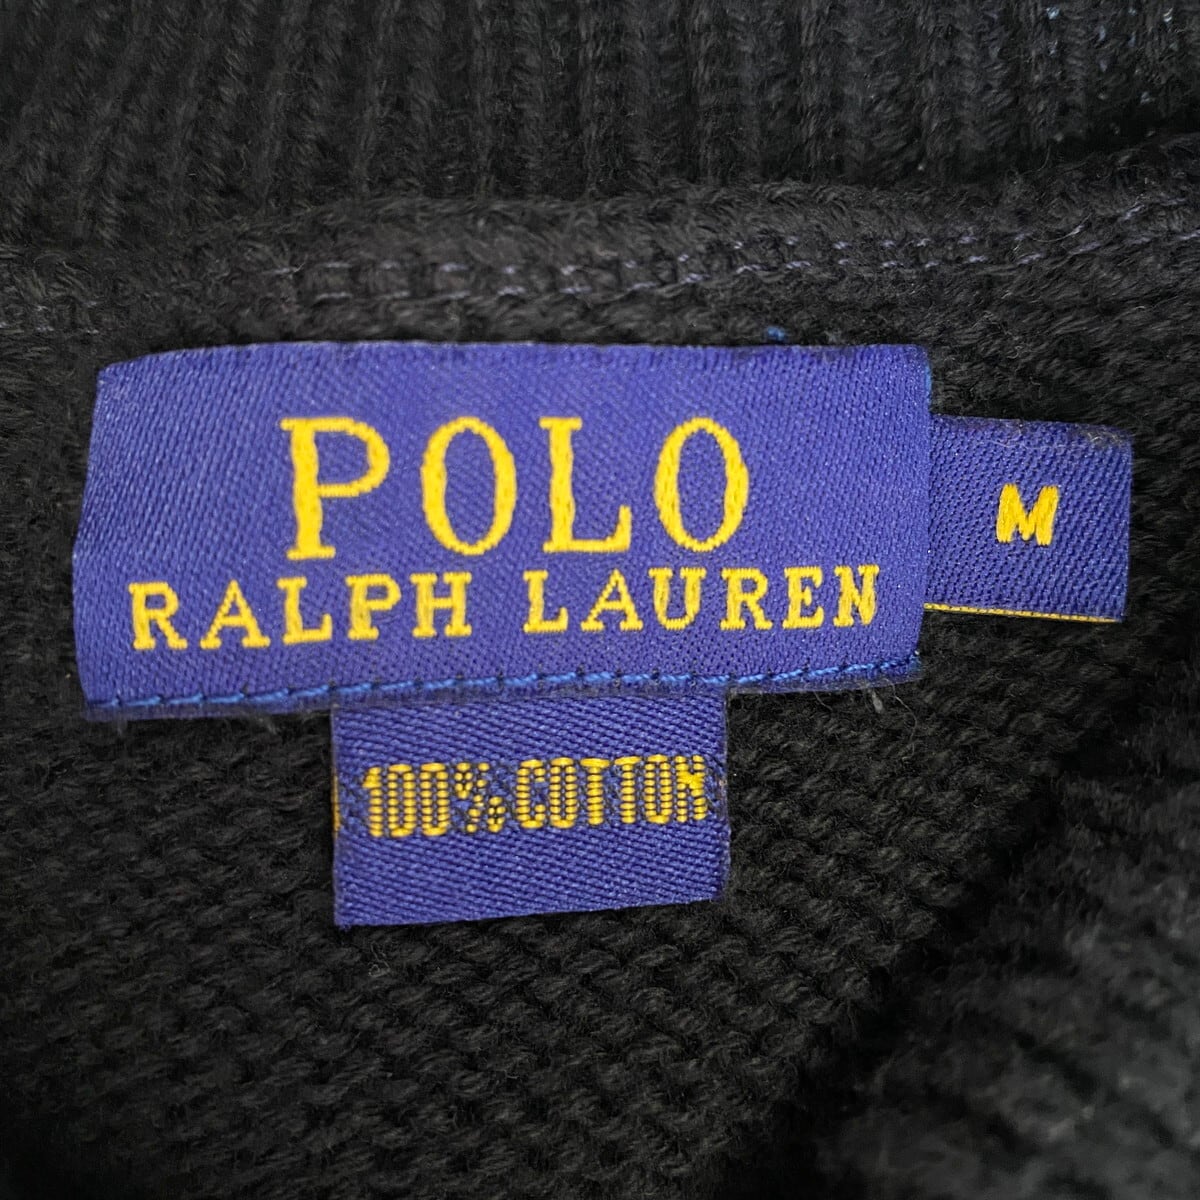 POLO
RALPH LAUREN
M
100% COTTON